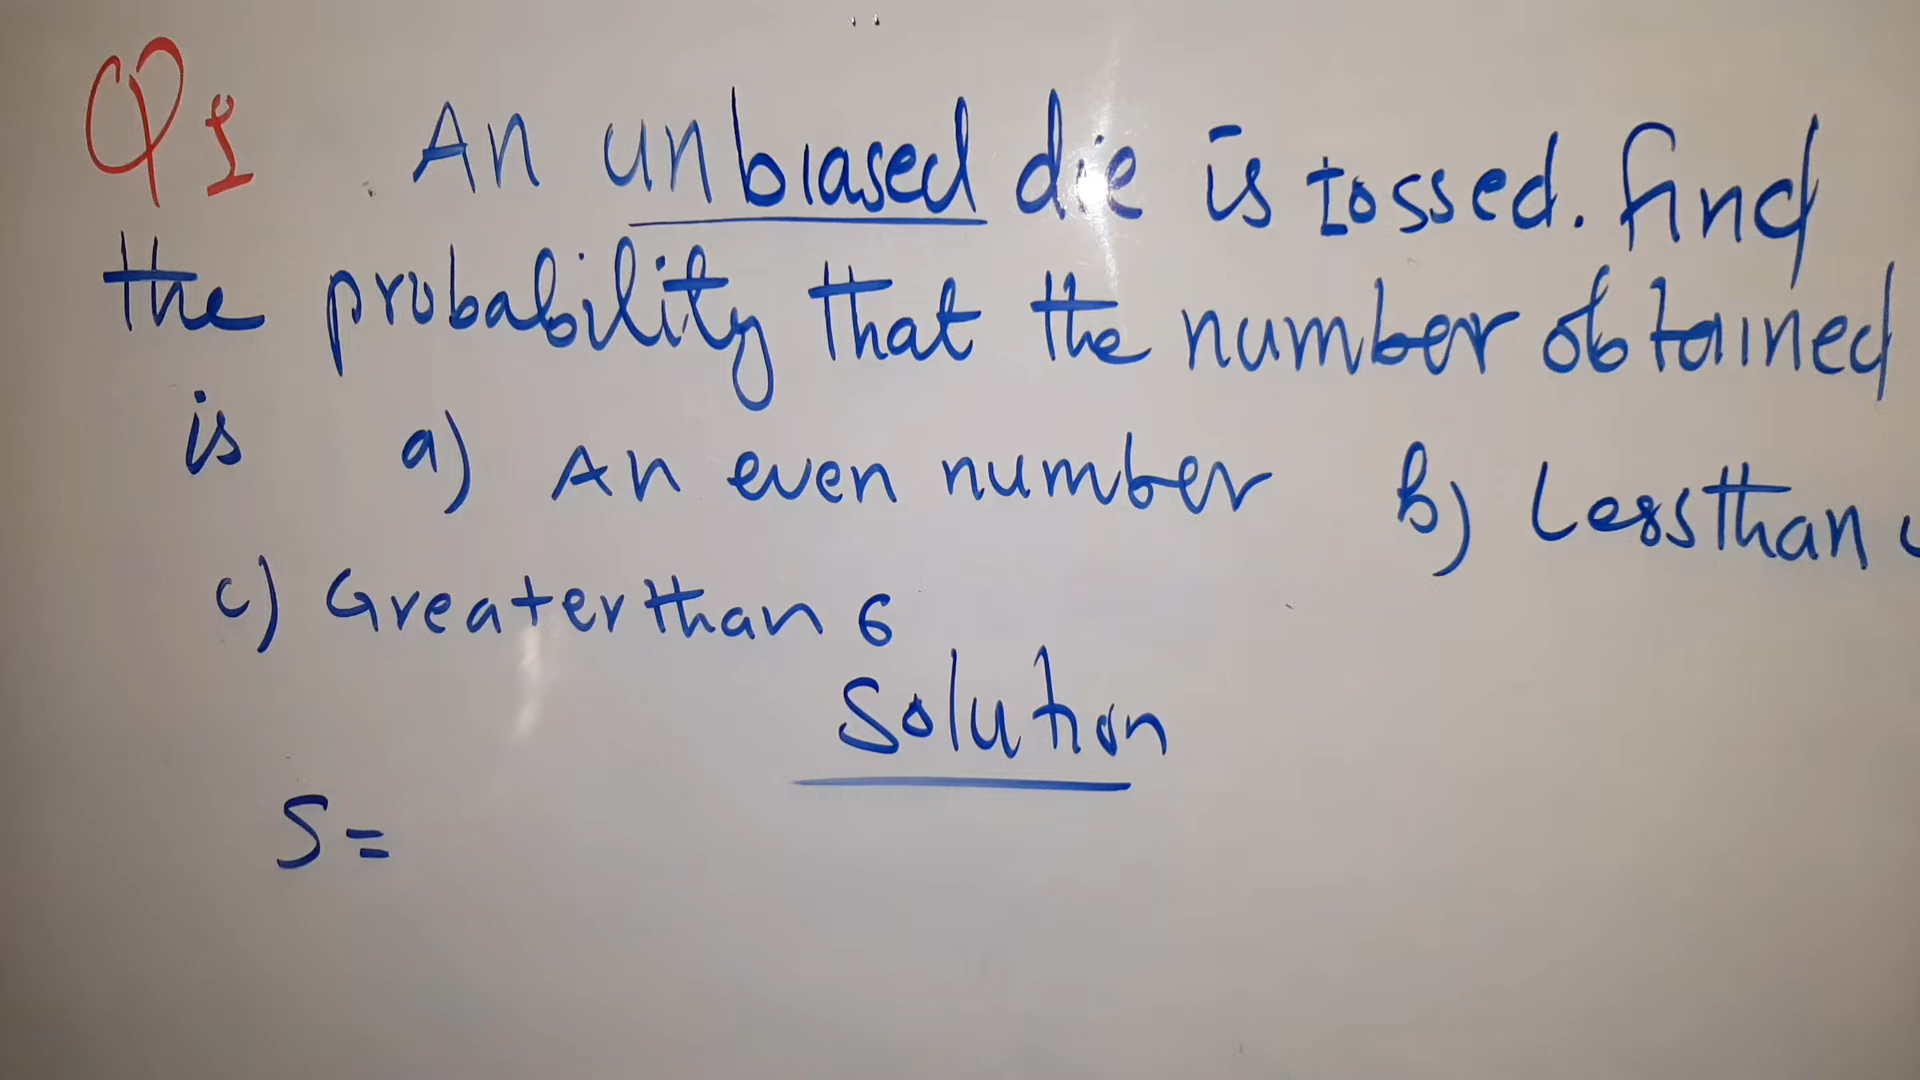 Q1 An unbiased die is tossed. find
the probability that the number obtained
is a) An even number b) Less than
c) Greater than 6
Solution
S=